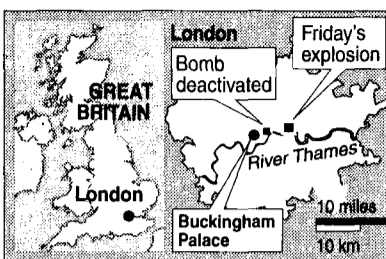 GREAT
BRITAIN
London
London
Bomb
deactivated
Friday's
explosion
River Thames
Buckingham
Palace
10 miles
10 km